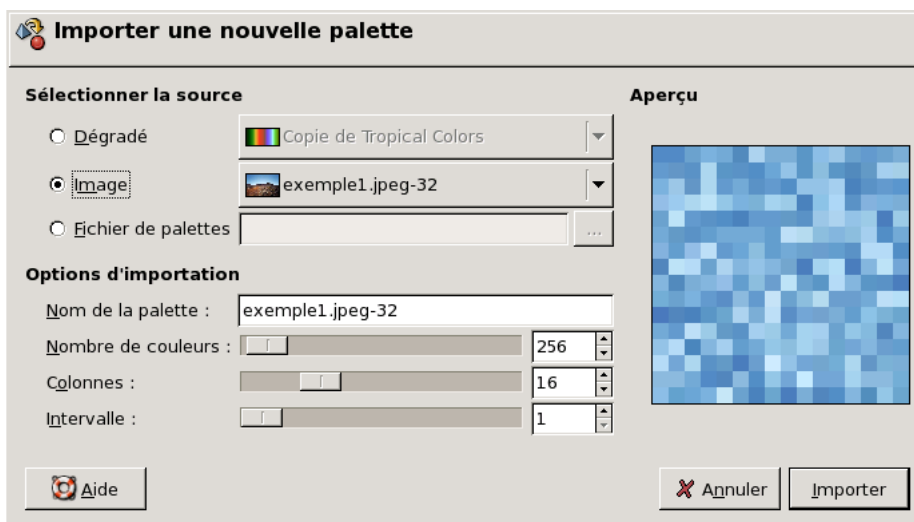 Importer une nouvelle palette
Sélectionner la source
Aperçu
Dégradé
Copie de Tropical Colors
Image
exemple1.jpeg-32
Fichier de palettes
...
Options d'importation
Nom de la palette :
exemple1.jpeg-32
Nombre de couleurs :
256
Colonnes :
16
Intervalle :
1
Aide
Annuler
Importer